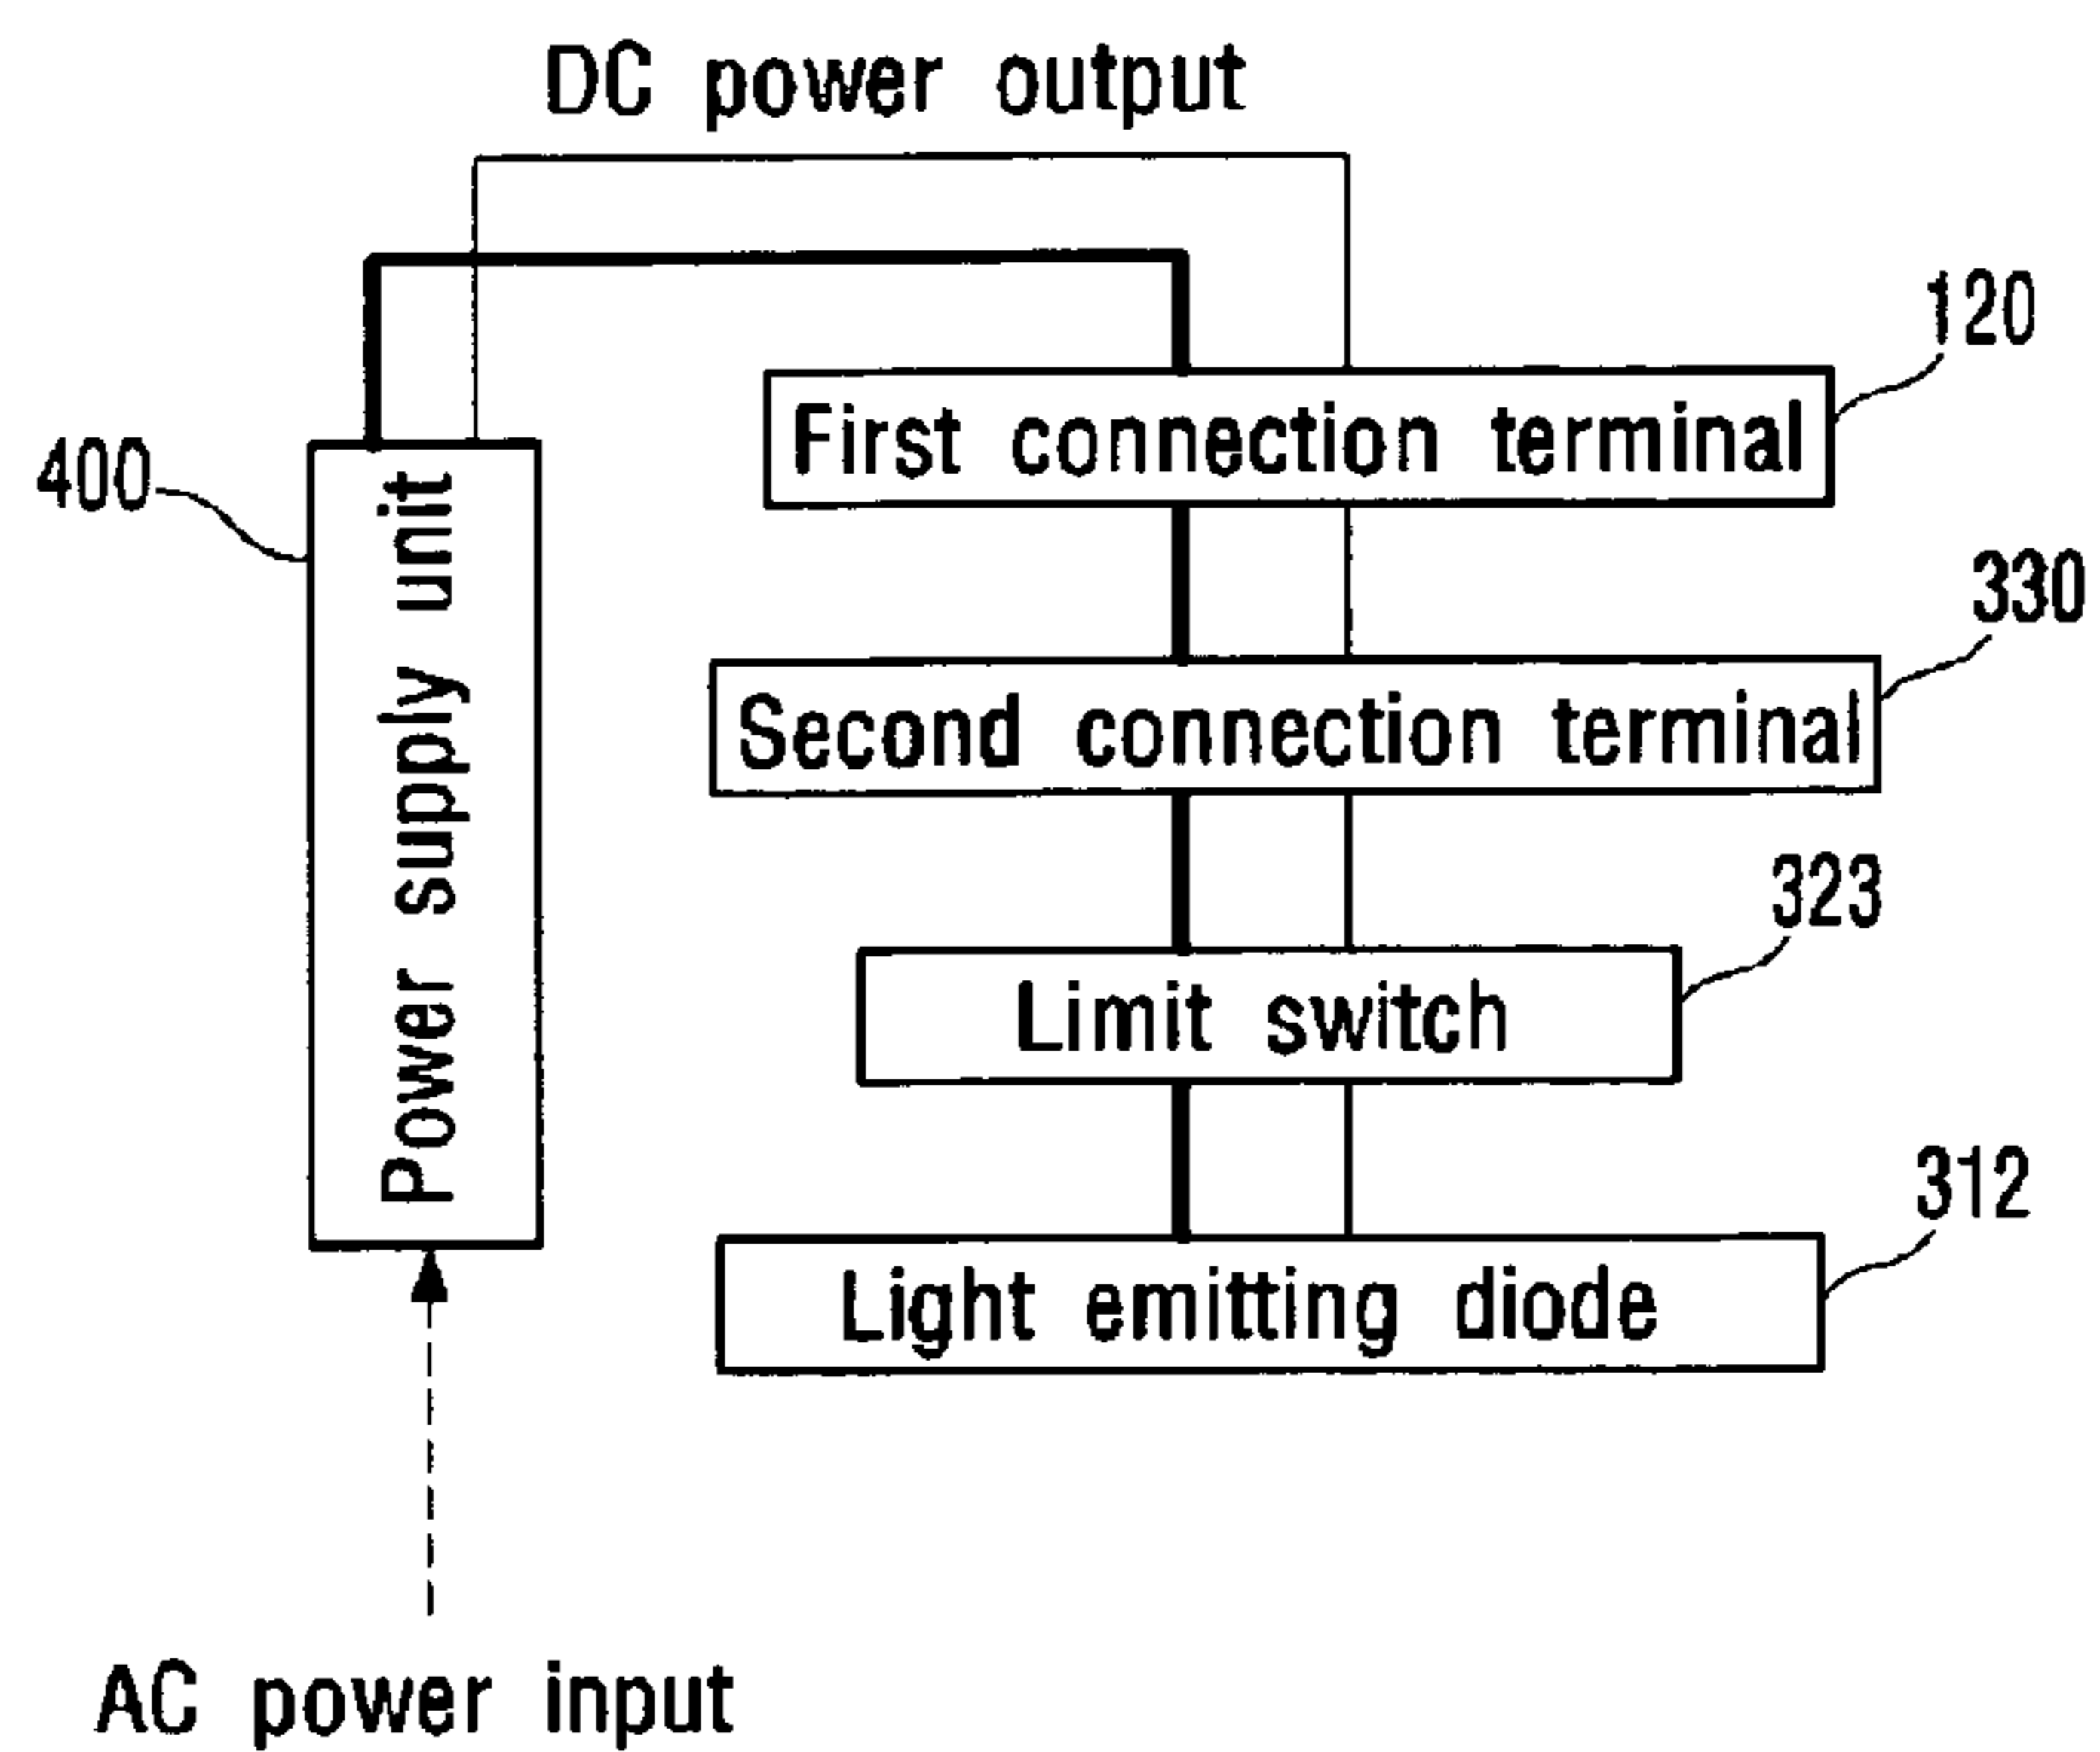 DC power output
120
First connection terminal
400
Power supply unit
330
Second connection terminal
323
Limit switch
312
Light emitting diode
AC power input